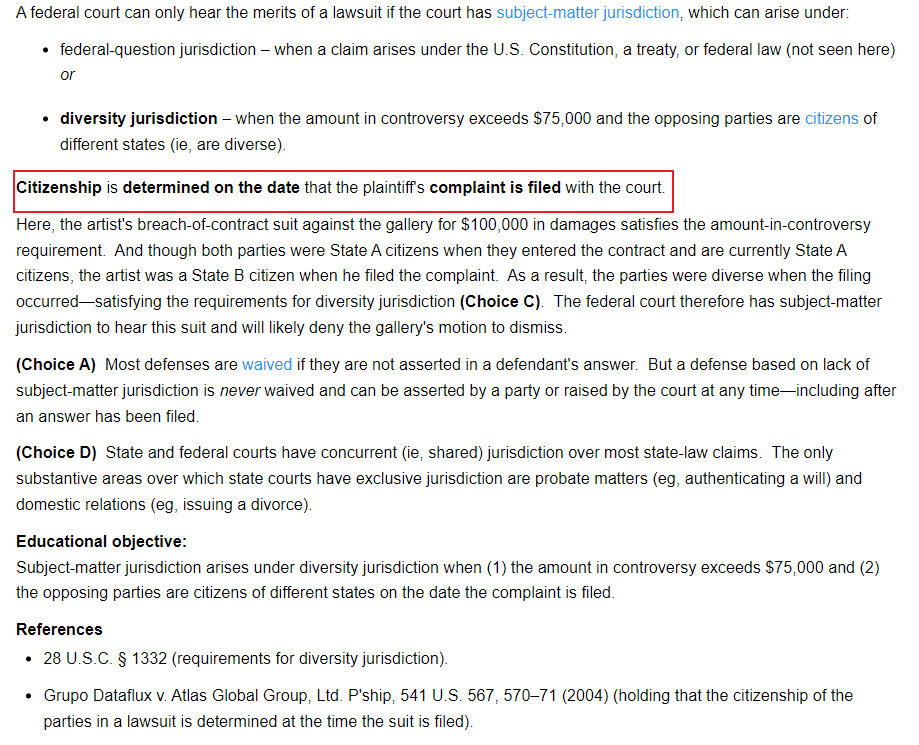 A federal court can only hear the merits of a lawsuit if the court has subject-matter jurisdiction, which can arise under:
• federal-question jurisdiction – when a claim arises under the U.S. Constitution, a treaty, or federal law (not seen here)
or
• diversity jurisdiction – when the amount in controversy exceeds $75,000 and the opposing parties are citizens of
different states (ie, are diverse).
Citizenship is determined on the date that the plaintiff's complaint is filed with the court.
Here, the artist's breach-of-contract suit against the gallery for $100,000 in damages satisfies the amount-in-controversy
requirement. And though both parties were State A citizens when they entered the contract and are currently State A
citizens, the artist was a State B citizen when he filed the complaint. As a result, the parties were diverse when the filing
occurred—satisfying the requirements for diversity jurisdiction (Choice C). The federal court therefore has subject-matter
jurisdiction to hear this suit and will likely deny the gallery's motion to dismiss.
(Choice A) Most defenses are waived if they are not asserted in a defendant's answer. But a defense based on lack of
subject-matter jurisdiction is never waived and can be asserted by a party or raised by the court at any time—including after
an answer has been filed.
(Choice D) State and federal courts have concurrent (ie, shared) jurisdiction over most state-law claims. The only
substantive areas over which state courts have exclusive jurisdiction are probate matters (eg, authenticating a will) and
domestic relations (eg, issuing a divorce).
Educational objective:
Subject-matter jurisdiction arises under diversity jurisdiction when (1) the amount in controversy exceeds $75,000 and (2)
the opposing parties are citizens of different states on the date the complaint is filed.
References
• 28 U.S.C. § 1332 (requirements for diversity jurisdiction).
• Grupo Dataflux v. Atlas Global Group, Ltd. P'ship, 541 U.S. 567, 570–71 (2004) (holding that the citizenship of the
parties in a lawsuit is determined at the time the suit is filed).